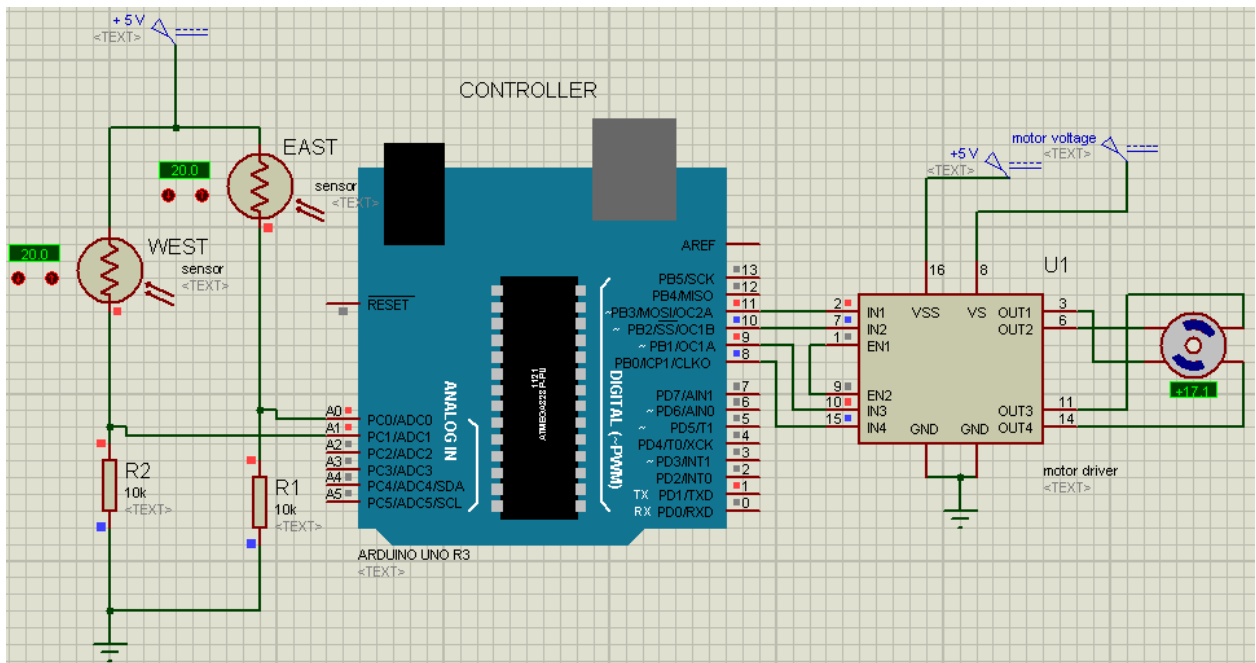 +5V
<TEXT>
CONTROLLER
EAST
20.0
sensor
<TEXT>
WEST
20.0
sensor
<TEXT>
motor voltage
<TEXT>
+5V
<TEXT>
AREF
13
PB5/SCK
12
PB4/MISO
RESET
11
~PB3/MOSI/OC2A
10
~ PB2/SS/OC1B
9
~ PB1/OC1A
8
PB0/ICP1/CLKO
7
PD7/AIN1
6
~ PD6/AIN0
5
~ PD5/T1
4
PD4/T0/XCK
3
~ PD3/INT1
2
PD2/INT0
1
TX PD1/TXD
0
RX PD0/RXD
DIGITAL (~PWM)
ANALOG IN
1121
A0 PC0/ADC0
A1 PC1/ADC1
A2 PC2/ADC2
A3 PC3/ADC3
A4 PC4/ADC4/SDA
A5 PC5/ADC5/SCL
R2
10k
<TEXT>
R1
10k
<TEXT>
ARDUINO UNO R3
<TEXT>
16 8 U1
2 IN1 VSS VS OUT1 3
7 IN2 OUT2 6
1 EN1
9 EN2
10 IN3 OUT3 11
15 IN4 GND GND OUT4 14
+17.1
motor driver
<TEXT>